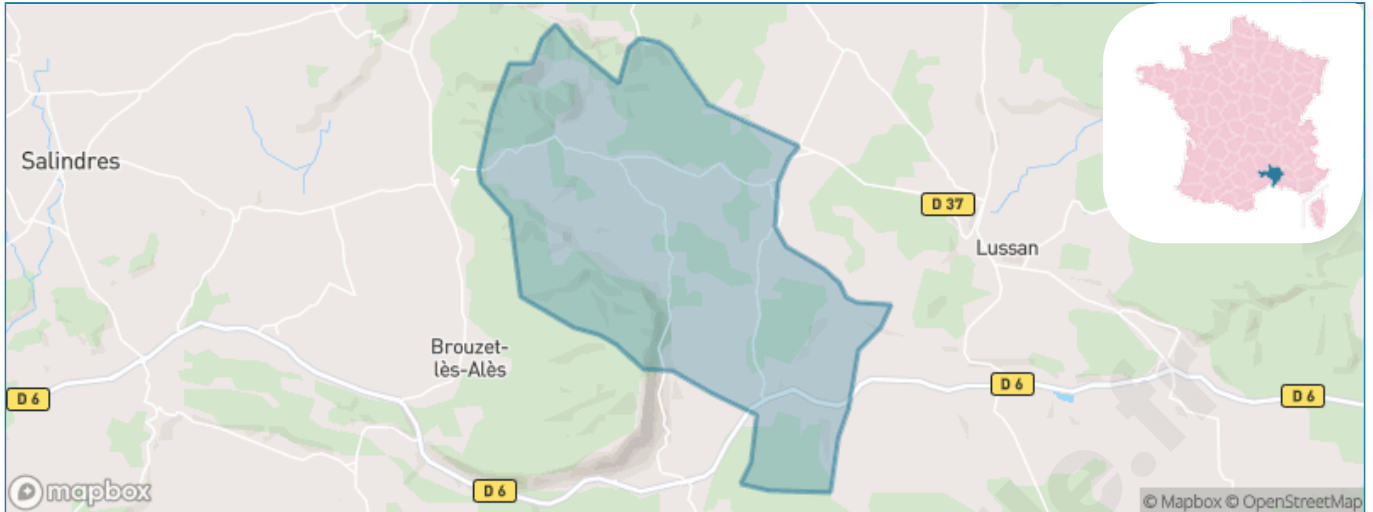 Salindres
D 37
Lussan
Brouzet-
lès-Alès
D 6
D 6
D 6
D 6
mapbox
© Mapbox © OpenStreetMap